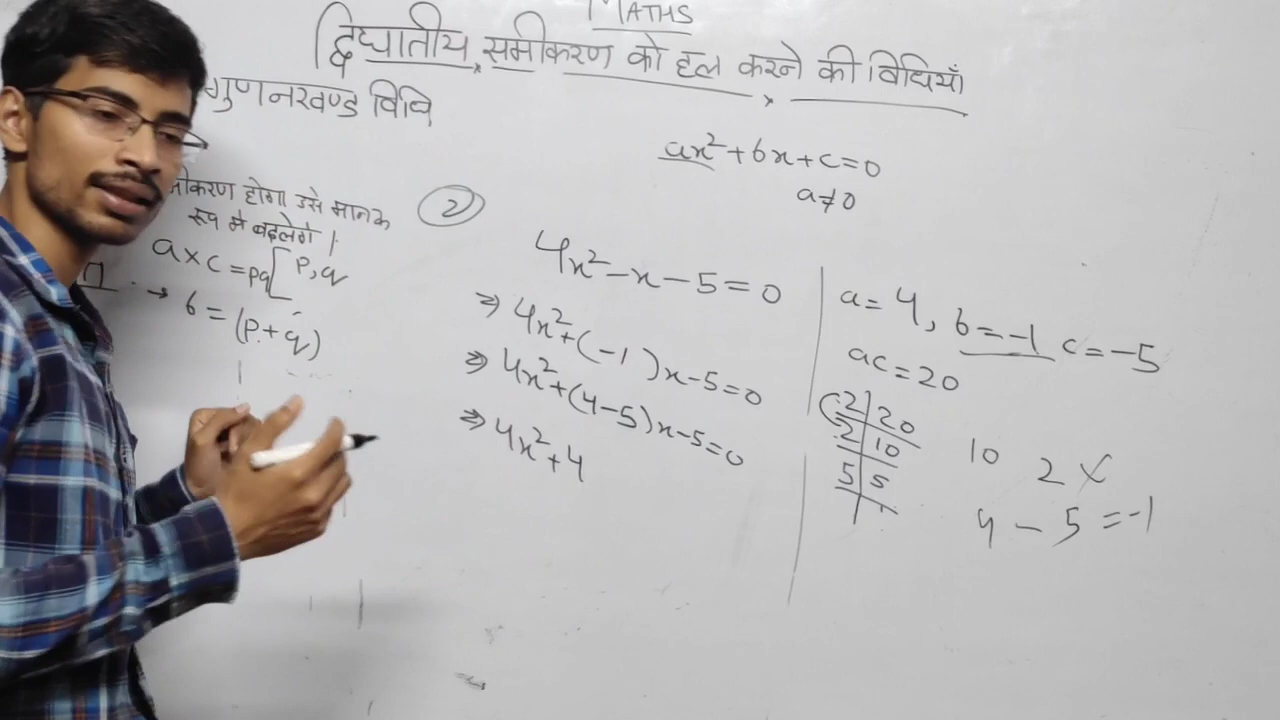 MATHS
द्विघातीय समीकरण को हल करने की विधियाँ
गुणनखण्ड विधि
ax²+bx+c=0
a≠0
होगा उसे मानक
रूप में बदलेगें।
a×c=pq[p,q
→ b=(p+q)
2
4x²-x-5=0
⇒ 4x²+(-1)x-5=0
⇒ 4x²+(4-5)x-5=0
⇒ 4x²+4
a=4, b=-1 c=-5
ac=20
2|20
2|10
5|5
10 2 ×
4-5=-1